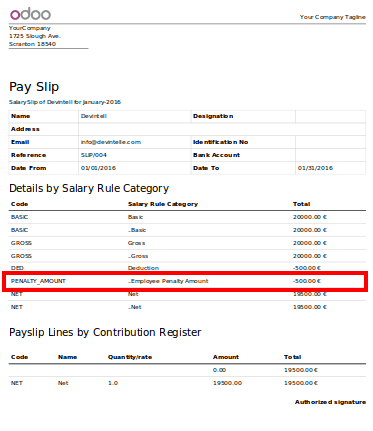 odoo
Your Company Tagline
YourCompany
1725 Slough Ave.
Scranton 18540
Pay Slip
Salary Slip of Devintell for January-2016
Name Devintell Designation
Address
Email info@devintelle.com Identification No
Reference SLIP/004 Bank Account
Date From 01/01/2016 Date To 01/31/2016
Details by Salary Rule Category
Code Salary Rule Category Total
BASIC Basic 20000.00 €
BASIC ..Basic 20000.00 €
GROSS Gross 20000.00 €
GROSS ..Gross 20000.00 €
DED Deduction -500.00 €
PENALTY_AMOUNT ..Employee Penalty Amount -500.00 €
NET Net 19500.00 €
NET ..Net 19500.00 €
Payslip Lines by Contribution Register
Code Name Quantity/rate Amount Total
0.00 19500.00 €
NET Net 1.0 19500.00 19500.00 €
Authorized signature